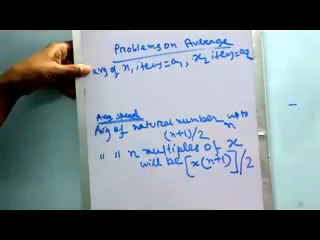 Problems on Average
avg of x, items = a1, x2 items = a2
Avg speed
Avg of natural number upto n
(n+1)/2
" " n multiples of x
will be [x(n+1)]/2